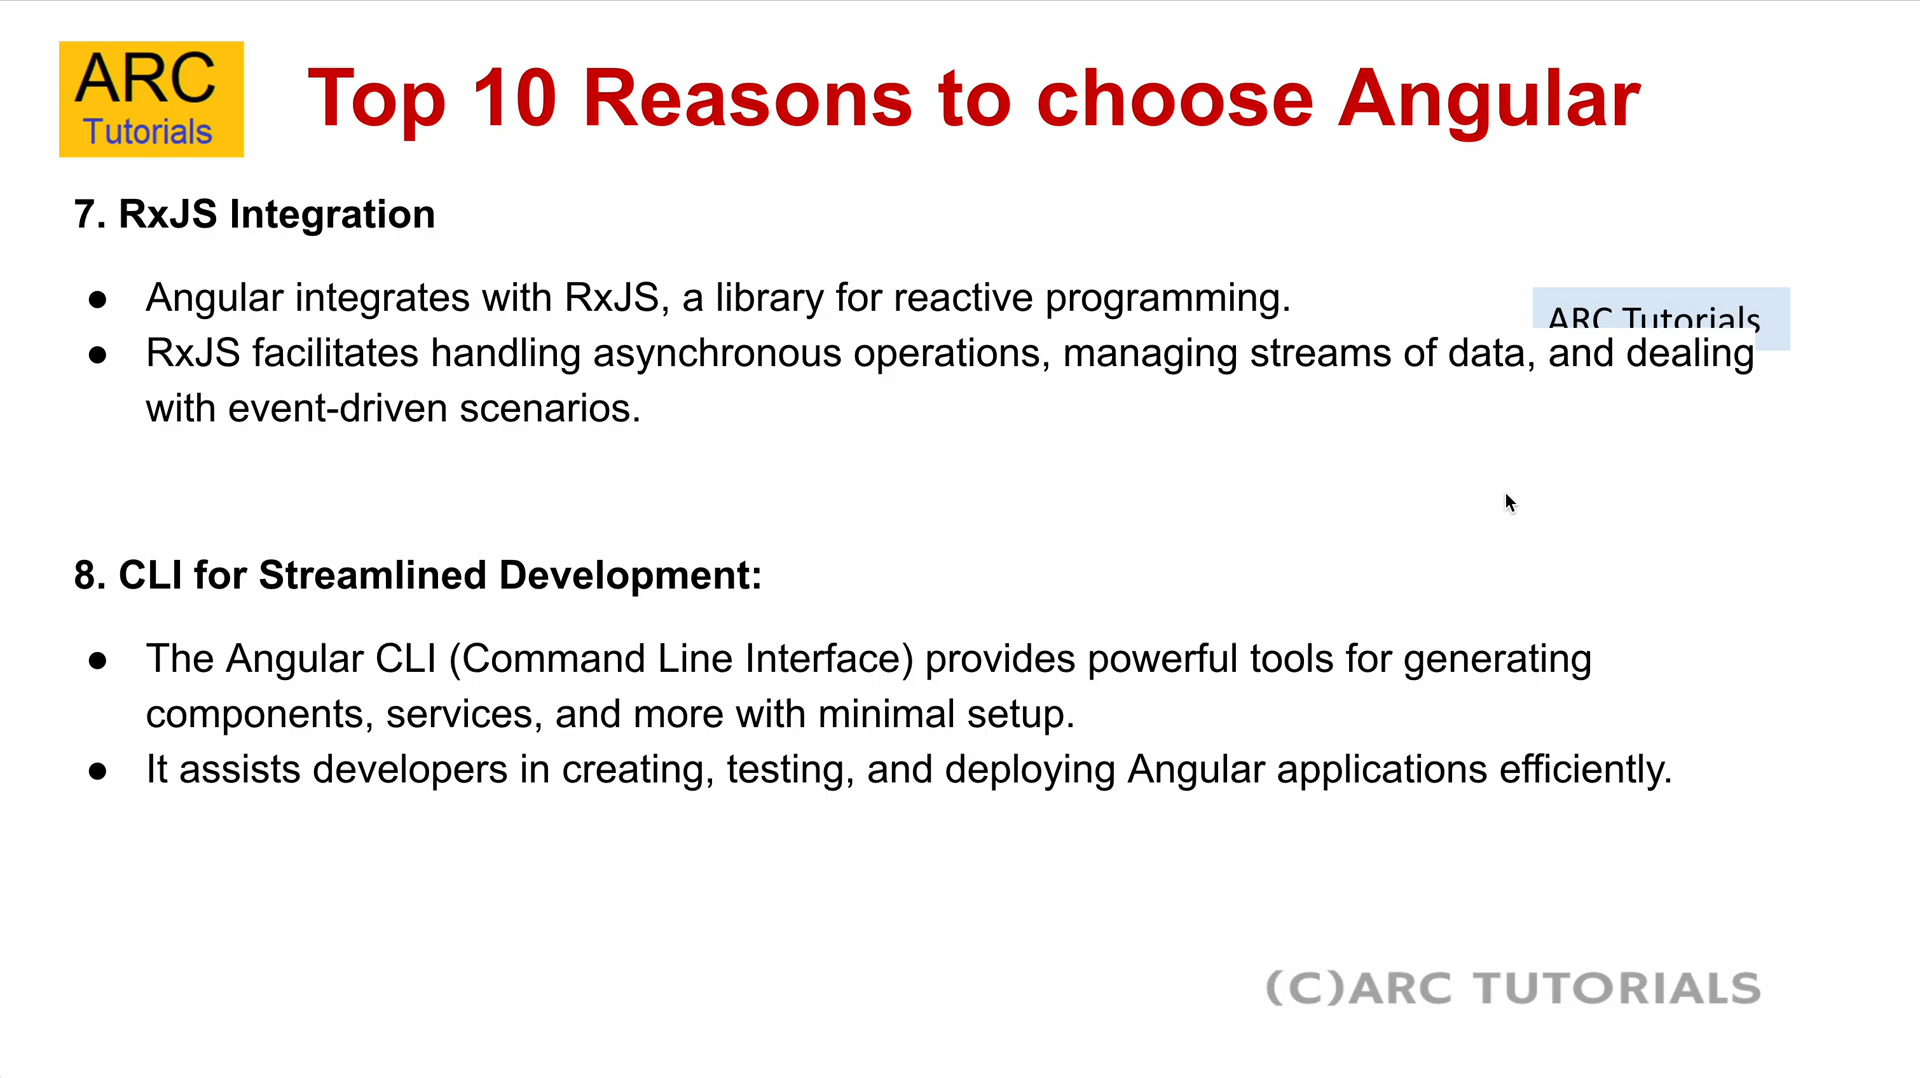 ARC
Tutorials
Top 10 Reasons to choose Angular
7. RxJS Integration
● Angular integrates with RxJS, a library for reactive programming.
ARC Tutorials
● RxJS facilitates handling asynchronous operations, managing streams of data, and dealing
with event-driven scenarios.
8. CLI for Streamlined Development:
● The Angular CLI (Command Line Interface) provides powerful tools for generating
components, services, and more with minimal setup.
● It assists developers in creating, testing, and deploying Angular applications efficiently.
(C)ARC TUTORIALS